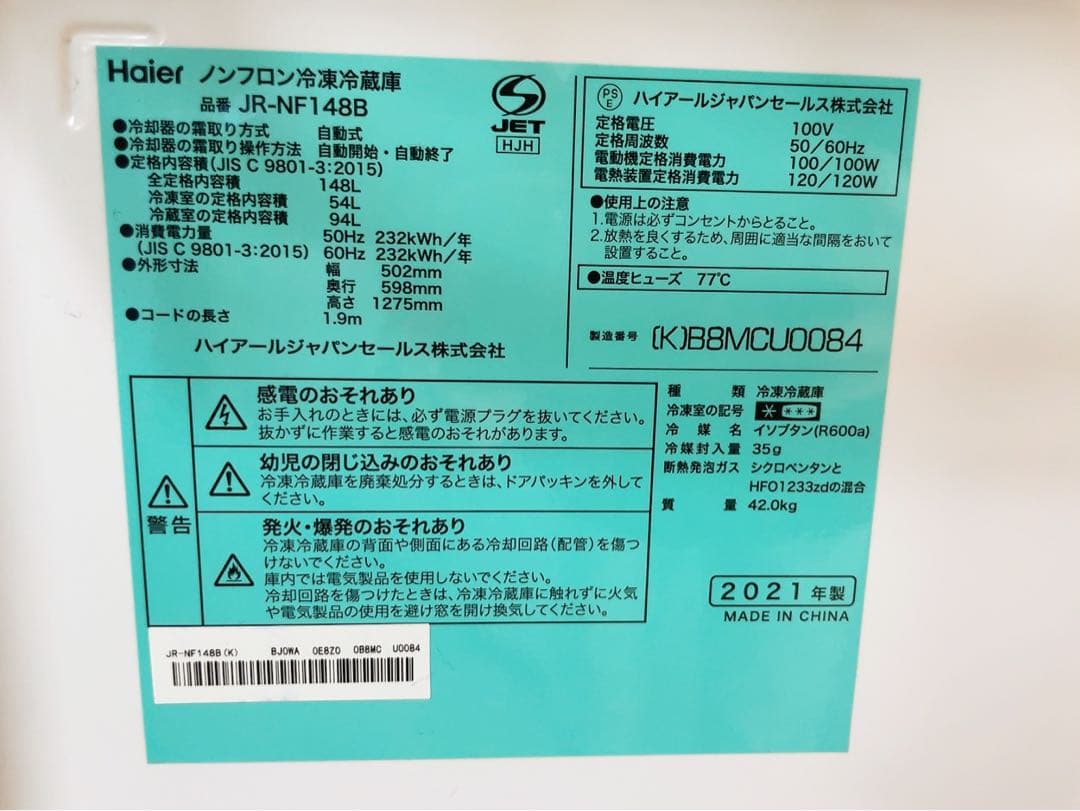 Haier ノンフロン冷凍冷蔵庫
品番 JR-NF148B
●冷却器の霜取り方式 自動式
●冷却器の霜取り操作方法 自動開始・自動終了
●定格内容積(JIS C 9801-3:2015)
全定格内容積 148L
冷凍室の定格内容積 54L
冷蔵室の定格内容積 94L
●消費電力量 50Hz 232kWh/年
(JIS C 9801-3:2015) 60Hz 232kWh/年
●外形寸法 幅 502mm
奥行 598mm
高さ 1275mm
●コードの長さ 1.9m
ハイアールジャパンセールス株式会社
JET
HJH
PS
E
ハイアールジャパンセールス株式会社
定格電圧 100V
定格周波数 50/60Hz
電動機定格消費電力 100/100W
電熱装置定格消費電力 120/120W
●使用上の注意
1.電源は必ずコンセントからとること。
2.放熱を良くするため、周囲に適当な間隔をおいて
設置すること。
●温度ヒューズ 77℃
製造番号 (K)B8MCU0084
警告
感電のおそれあり
お手入れのときには、必ず電源プラグを抜いてください。
抜かずに作業すると感電のおそれがあります。
幼児の閉じ込みのおそれあり
冷凍冷蔵庫を廃棄処分するときは、ドアパッキンを外して
ください。
発火・爆発のおそれあり
冷凍冷蔵庫の背面や側面にある冷却回路(配管)を傷つ
けないでください。
庫内では電気製品を使用しないでください。
冷却回路を傷つけたときは、冷凍冷蔵庫に触れずに火気
や電気製品の使用を避け窓を開け換気してください。
種類 冷凍冷蔵庫
冷凍室の記号 * ***
冷媒名 イソブタン(R600a)
冷媒封入量 35g
断熱発泡ガス シクロペンタンと
HFO1233zdの混合
質量 42.0kg
2021年製
MADE IN CHINA
JR-NF148B(K) BJ0WA 0E8Z0 0B8MC U0084